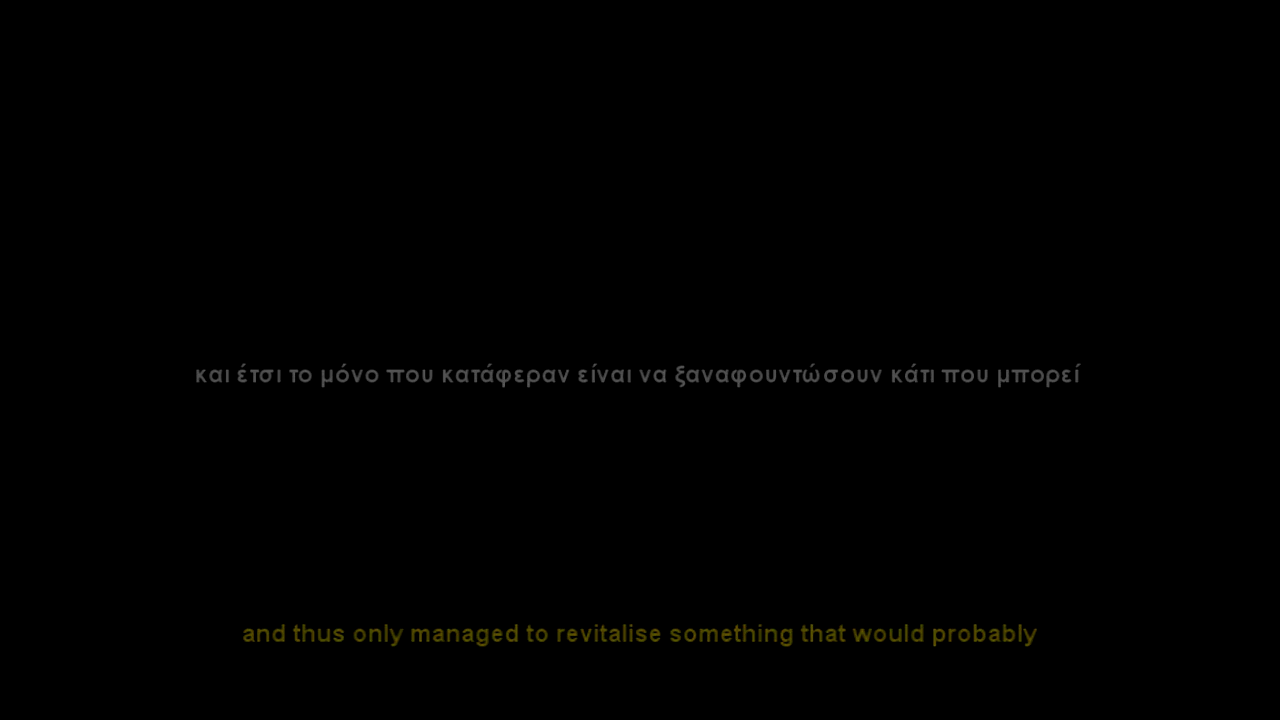 και έτσι το μόνο που κατάφεραν είναι να ξαναφουντώσουν κάτι που μπορεί
and thus only managed to revitalise something that would probably